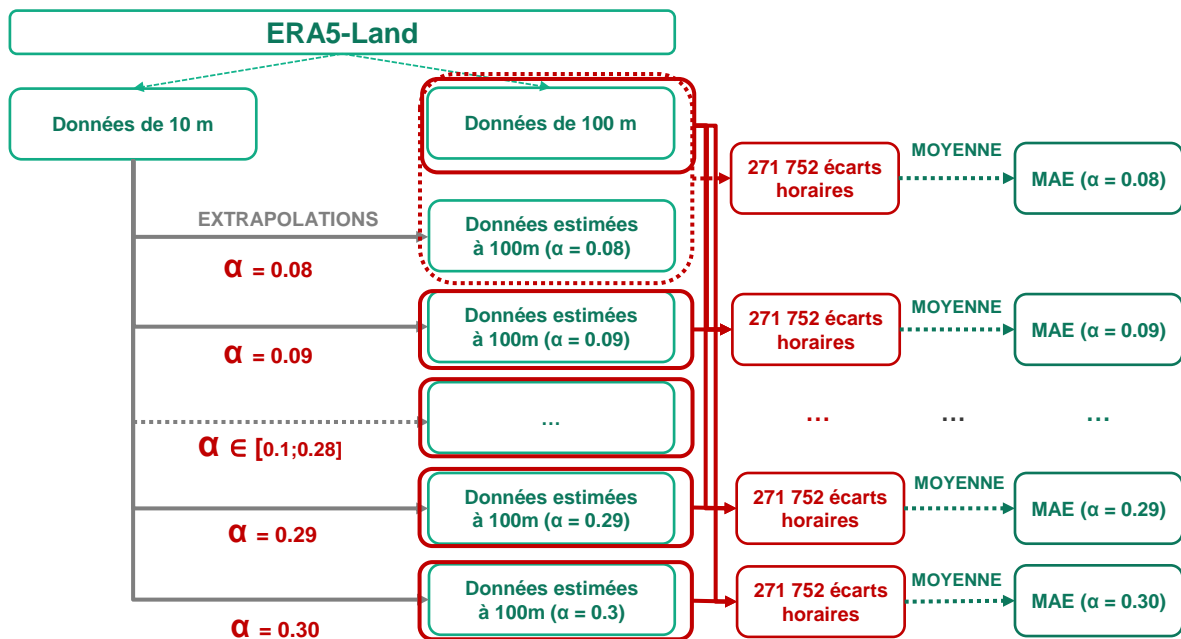 ERA5-Land
Données de 10 m
Données de 100 m
271 752 écarts
horaires
MOYENNE
MAE (α = 0.08)
EXTRAPOLATIONS
α = 0.08
Données estimées
à 100m (α = 0.08)
α = 0.09
Données estimées
à 100m (α = 0.09)
271 752 écarts
horaires
MOYENNE
MAE (α = 0.09)
α ∈ [0.1;0.28]
...
...
...
...
α = 0.29
Données estimées
à 100m (α = 0.29)
271 752 écarts
horaires
MOYENNE
MAE (α = 0.29)
α = 0.30
Données estimées
à 100m (α = 0.3)
271 752 écarts
horaires
MOYENNE
MAE (α = 0.30)